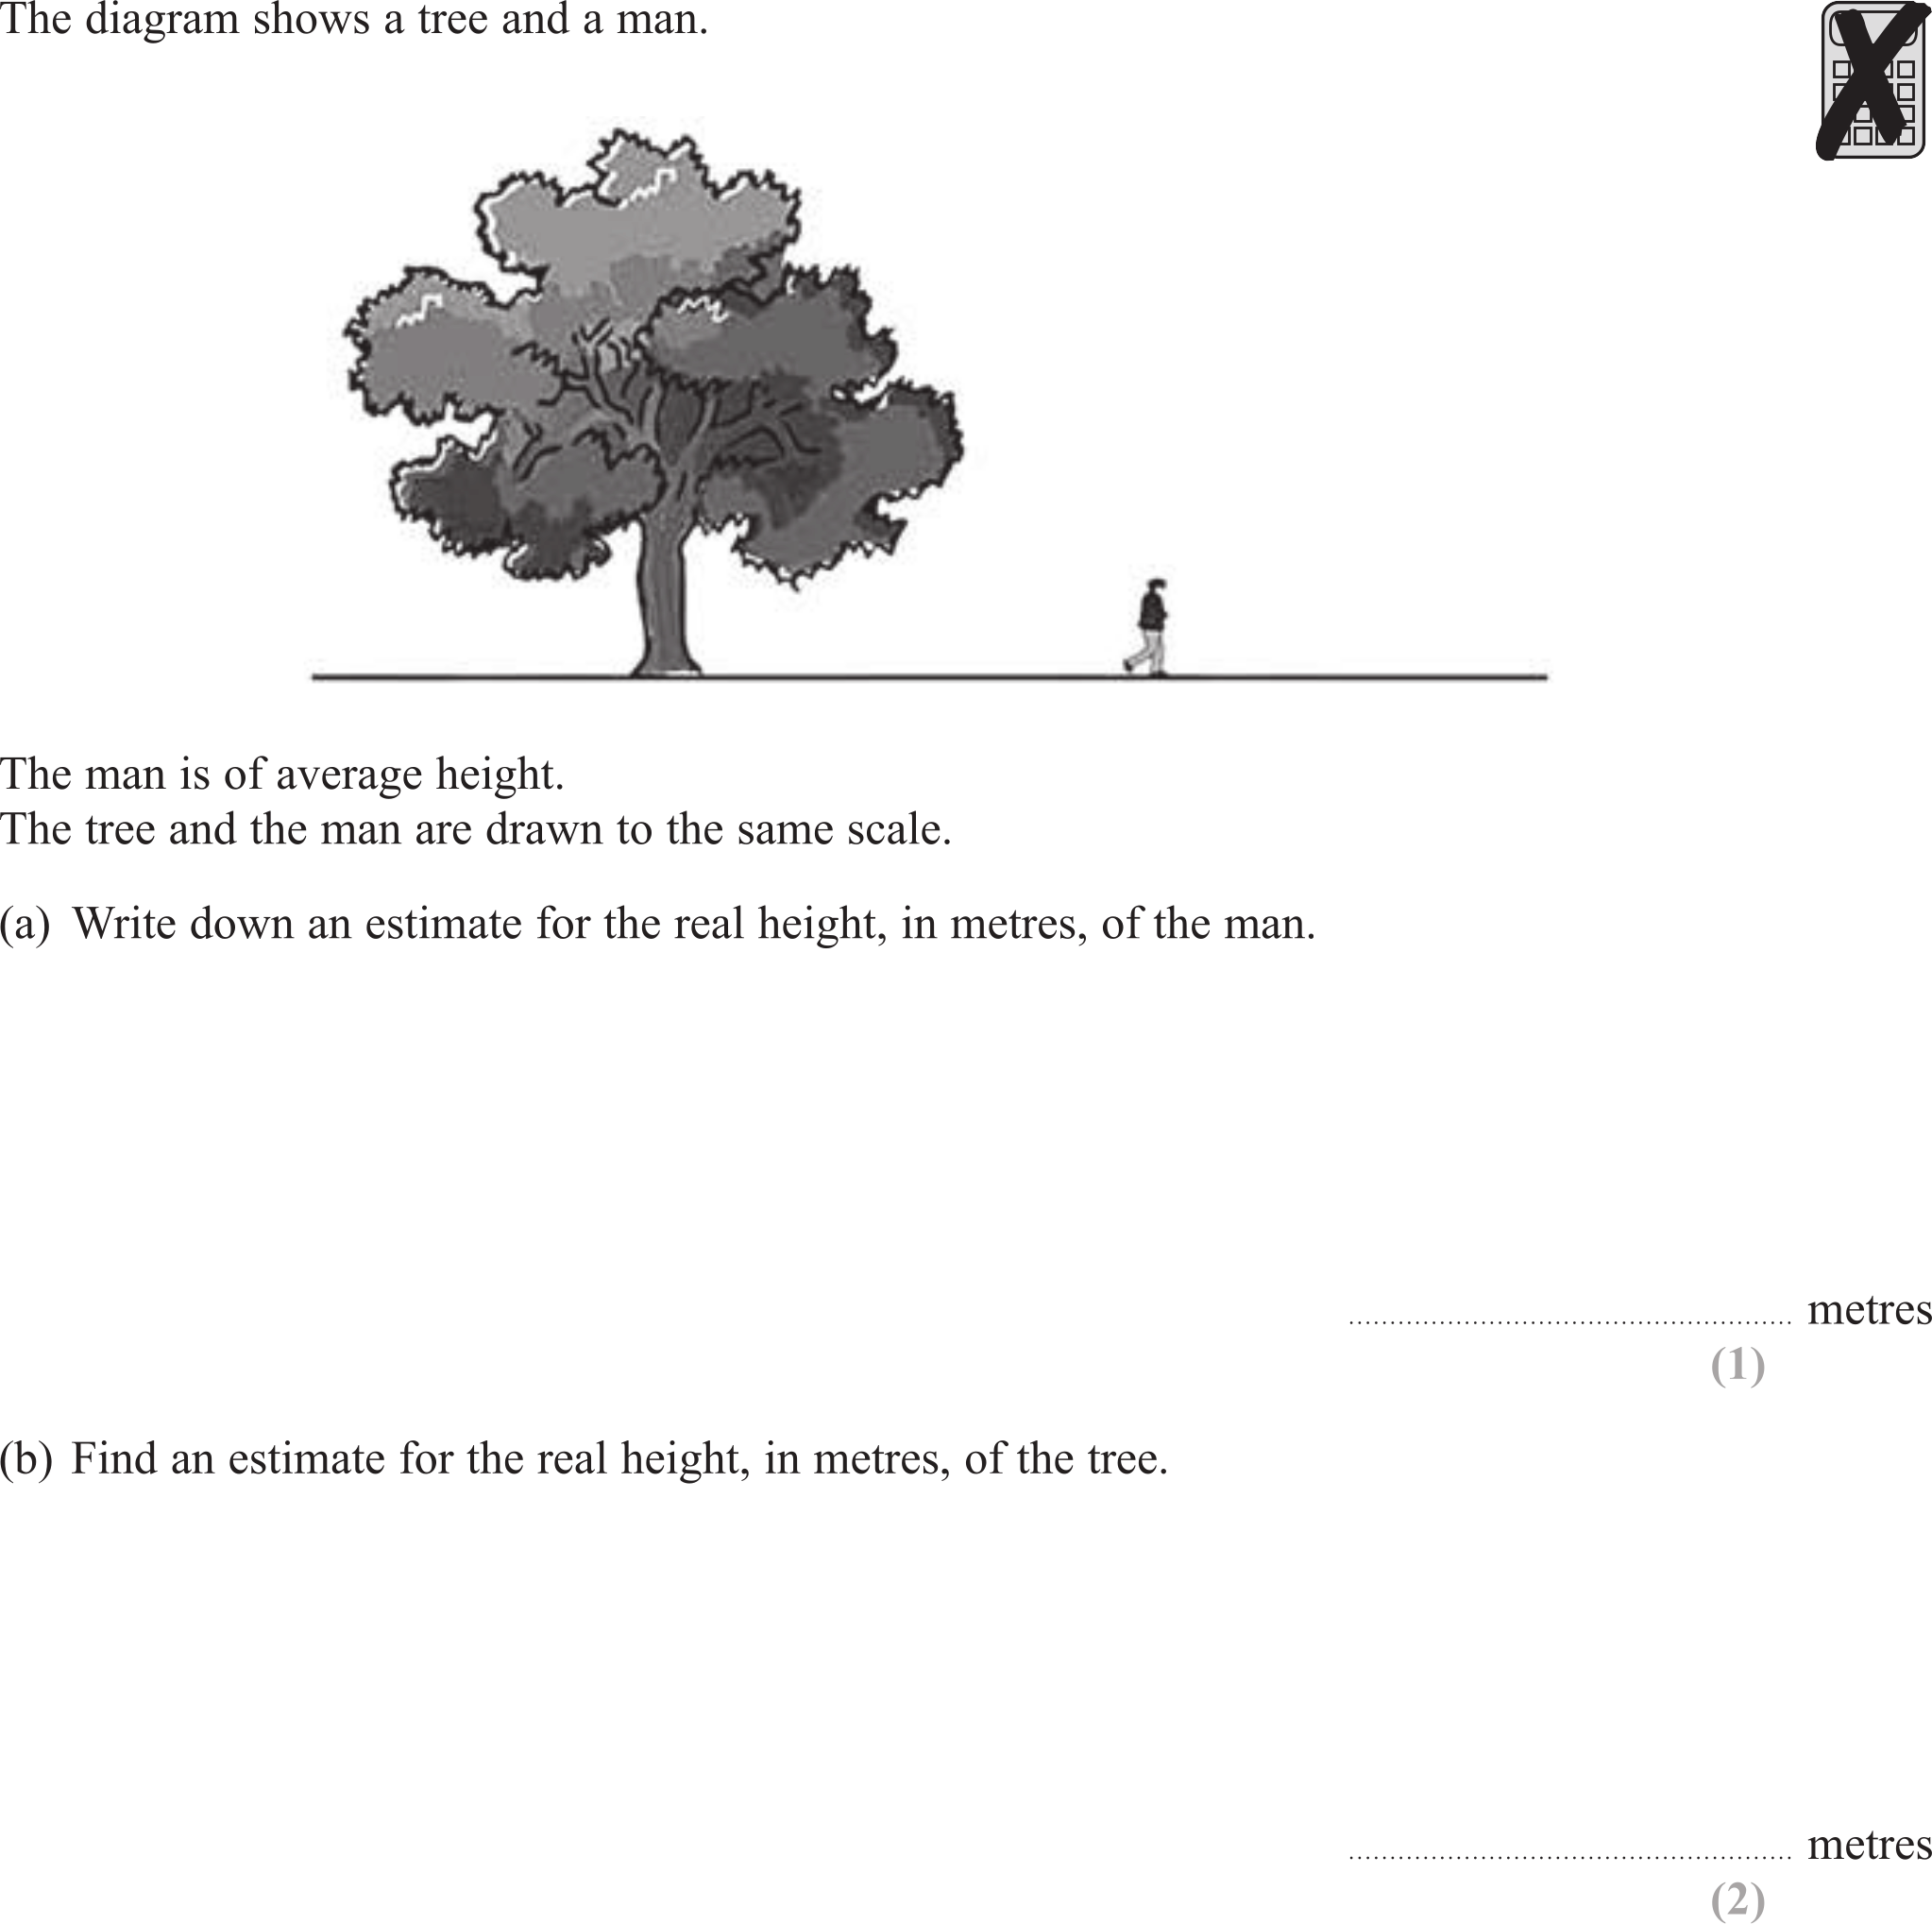 The diagram shows a tree and a man.
The man is of average height.
The tree and the man are drawn to the same scale.
(a) Write down an estimate for the real height, in metres, of the man.
...................................................... metres
(1)
(b) Find an estimate for the real height, in metres, of the tree.
...................................................... metres
(2)